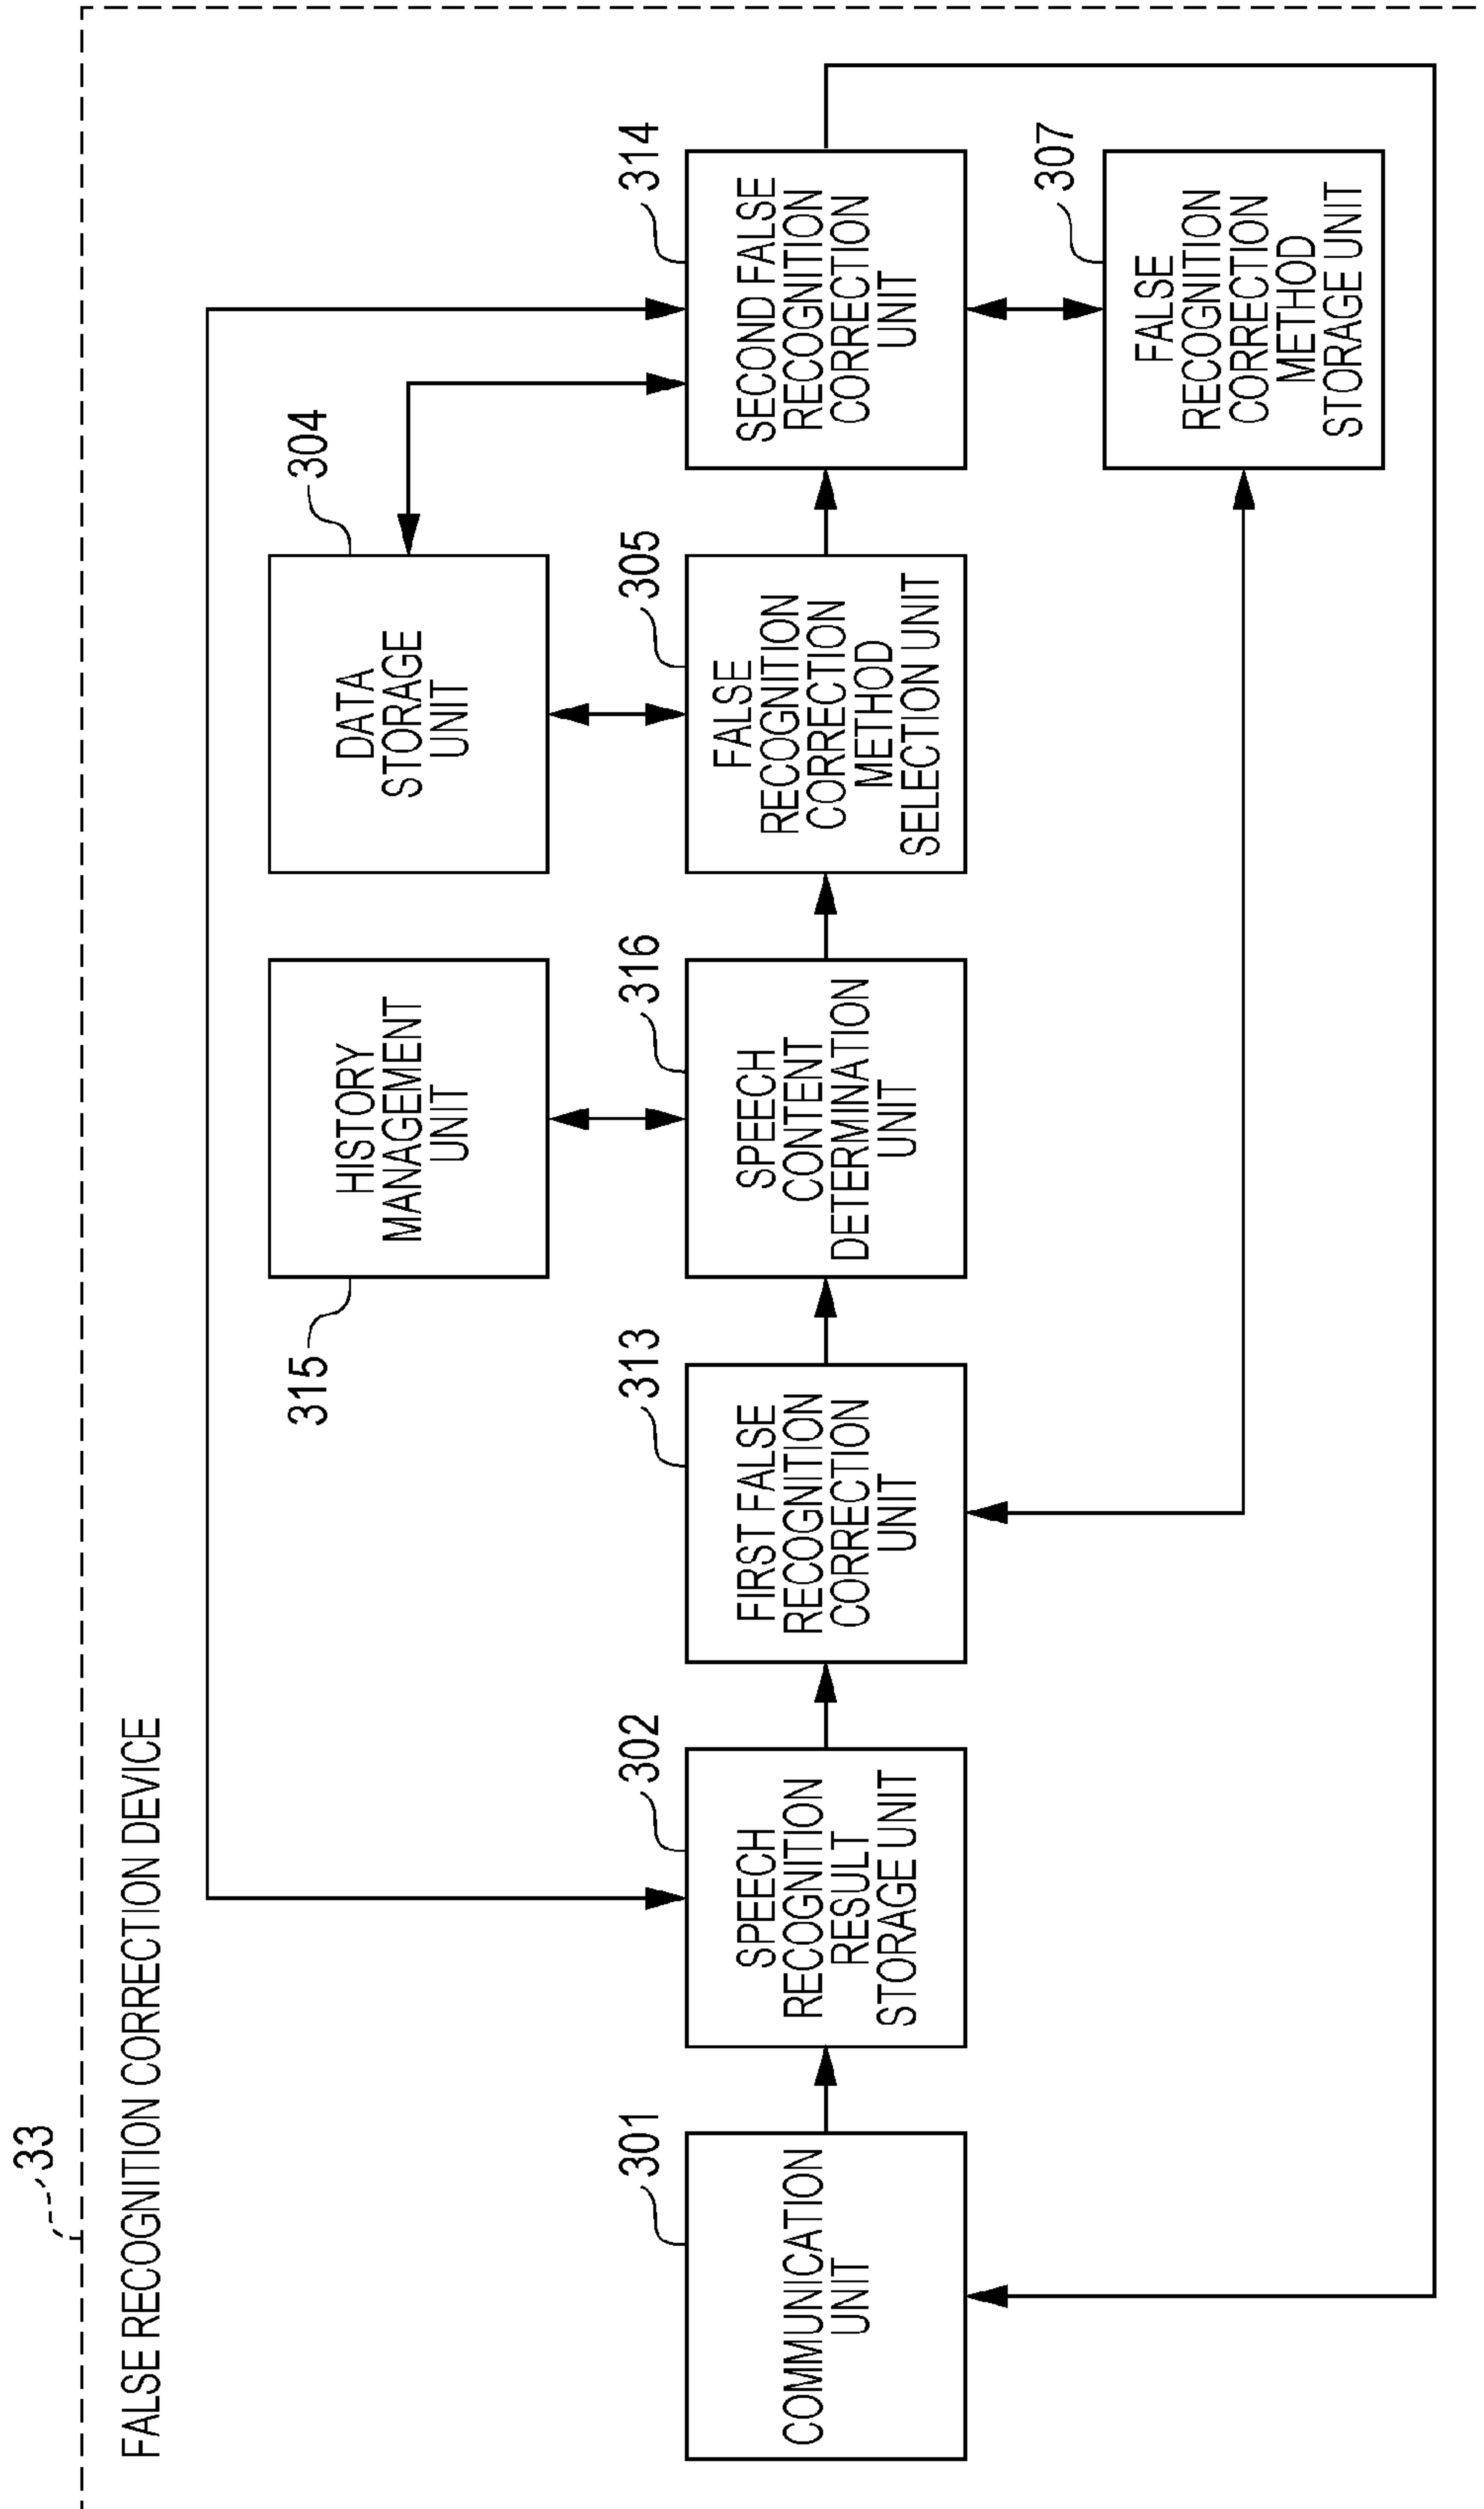 33
FALSE RECOGNITION CORRECTION DEVICE
315
HISTORY
MANAGEMENT
UNIT
304
DATA
STORAGE
UNIT
301
COMMUNICATION
UNIT
302
SPEECH
RECOGNITION
RESULT
STORAGE UNIT
313
FIRST FALSE
RECOGNITION
CORRECTION
UNIT
316
SPEECH
CONTENT
DETERMINATION
UNIT
305
FALSE
RECOGNITION
CORRECTION
METHOD
SELECTION UNIT
314
SECOND FALSE
RECOGNITION
CORRECTION
UNIT
307
FALSE
RECOGNITION
CORRECTION
METHOD
STORAGE UNIT